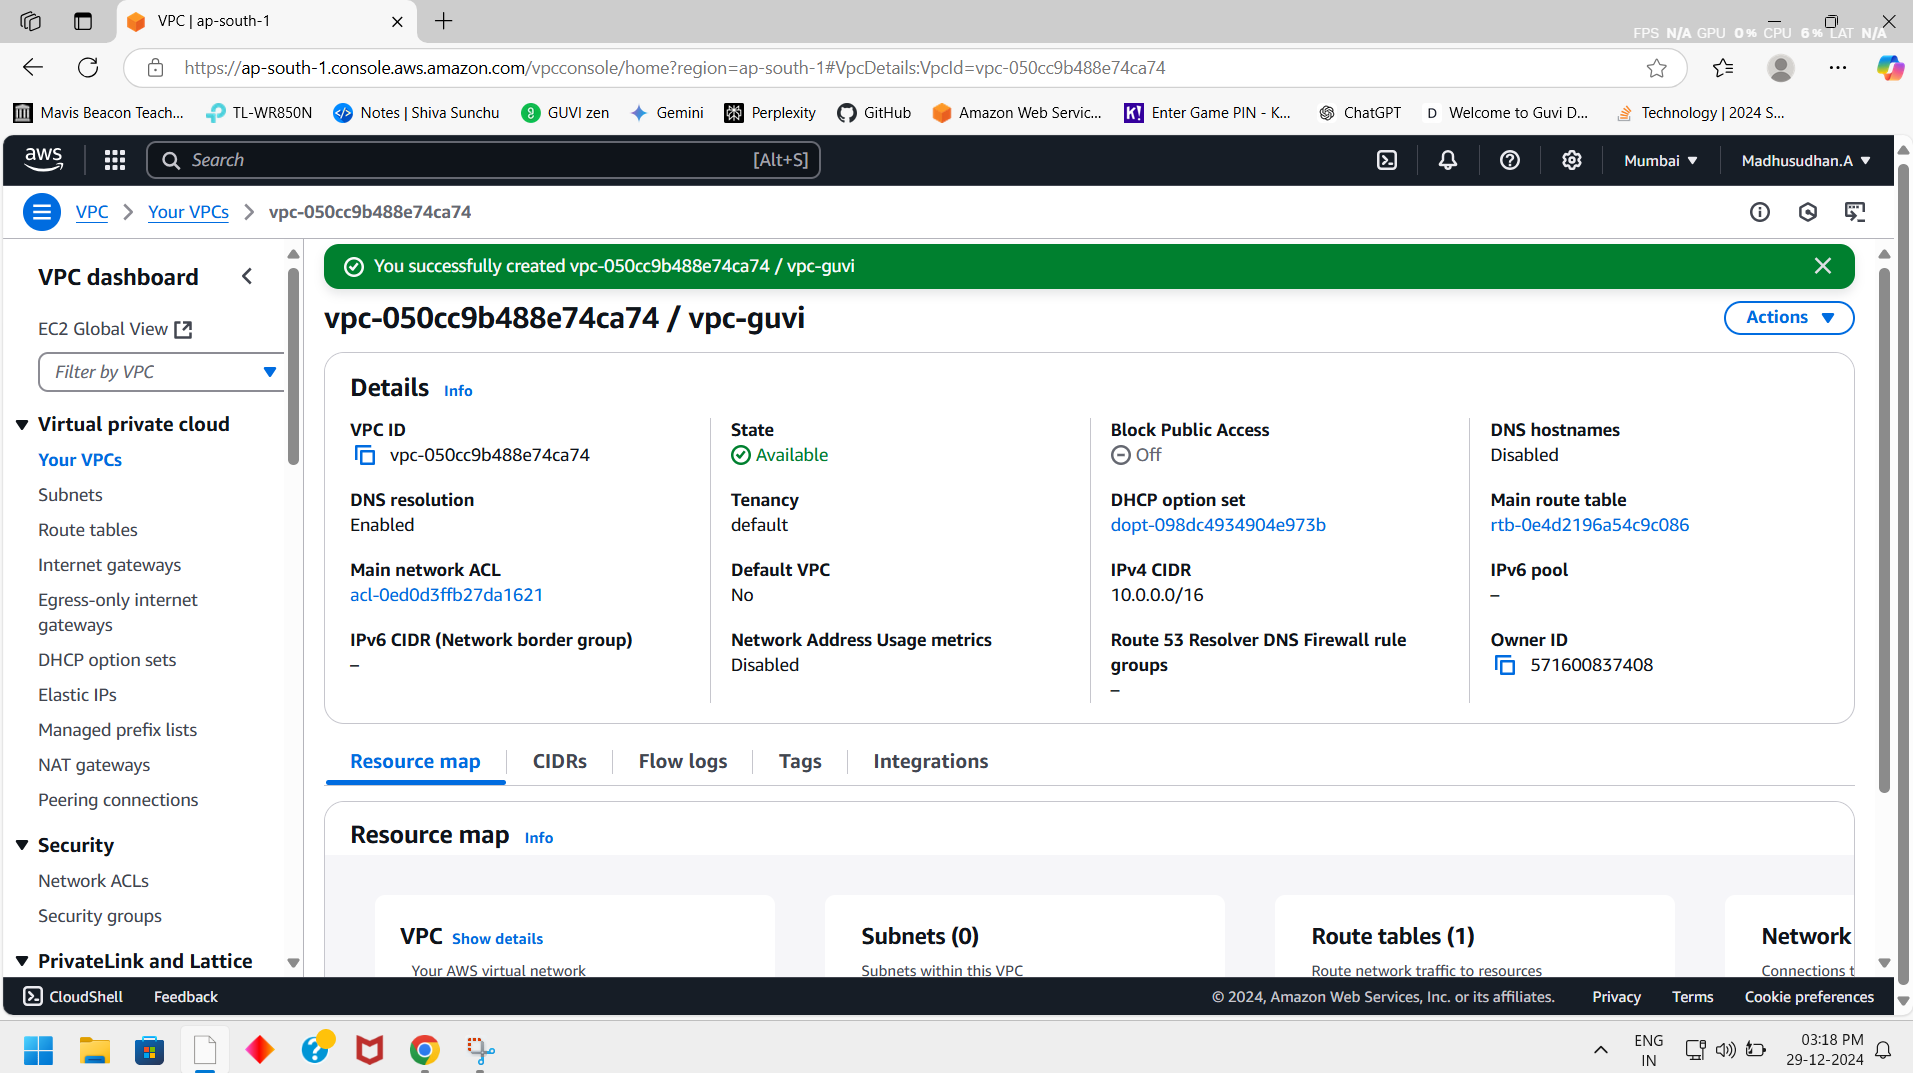 VPC | ap-south-1
FPS N/A GPU 0% CPU 6% LAT N/A
https://ap-south-1.console.aws.amazon.com/vpcconsole/home?region=ap-south-1#VpcDetails:VpcId=vpc-050cc9b488e74ca74
Mavis Beacon Teach... TL-WR850N Notes | Shiva Sunchu GUVI zen Gemini Perplexity GitHub Amazon Web Servic... K! Enter Game PIN - K... ChatGPT D Welcome to Guvi D... Technology | 2024 S...
aws Search [Alt+S] Mumbai Madhusudhan.A
VPC Your VPCs vpc-050cc9b488e74ca74
VPC dashboard
EC2 Global View
Filter by VPC
Virtual private cloud
Your VPCs
Subnets
Route tables
Internet gateways
Egress-only internet
gateways
DHCP option sets
Elastic IPs
Managed prefix lists
NAT gateways
Peering connections
Security
Network ACLs
Security groups
PrivateLink and Lattice
You successfully created vpc-050cc9b488e74ca74 / vpc-guvi
vpc-050cc9b488e74ca74 / vpc-guvi
Actions
Details Info
VPC ID
vpc-050cc9b488e74ca74
State
Available
Block Public Access
Off
DNS hostnames
Disabled
DNS resolution
Enabled
Tenancy
default
DHCP option set
dopt-098dc4934904e973b
Main route table
rtb-0e4d2196a54c9c086
Main network ACL
acl-0ed0d3ffb27da1621
Default VPC
No
IPv4 CIDR
10.0.0.0/16
IPv6 pool
–
IPv6 CIDR (Network border group)
–
Network Address Usage metrics
Disabled
Route 53 Resolver DNS Firewall rule
groups
–
Owner ID
571600837408
Resource map CIDRs Flow logs Tags Integrations
Resource map Info
VPC Show details
Your AWS virtual network
Subnets (0)
Subnets within this VPC
Route tables (1)
Route network traffic to resources
Network
Connections t
CloudShell Feedback © 2024, Amazon Web Services, Inc. or its affiliates. Privacy Terms Cookie preferences
ENG
IN
03:18 PM
29-12-2024